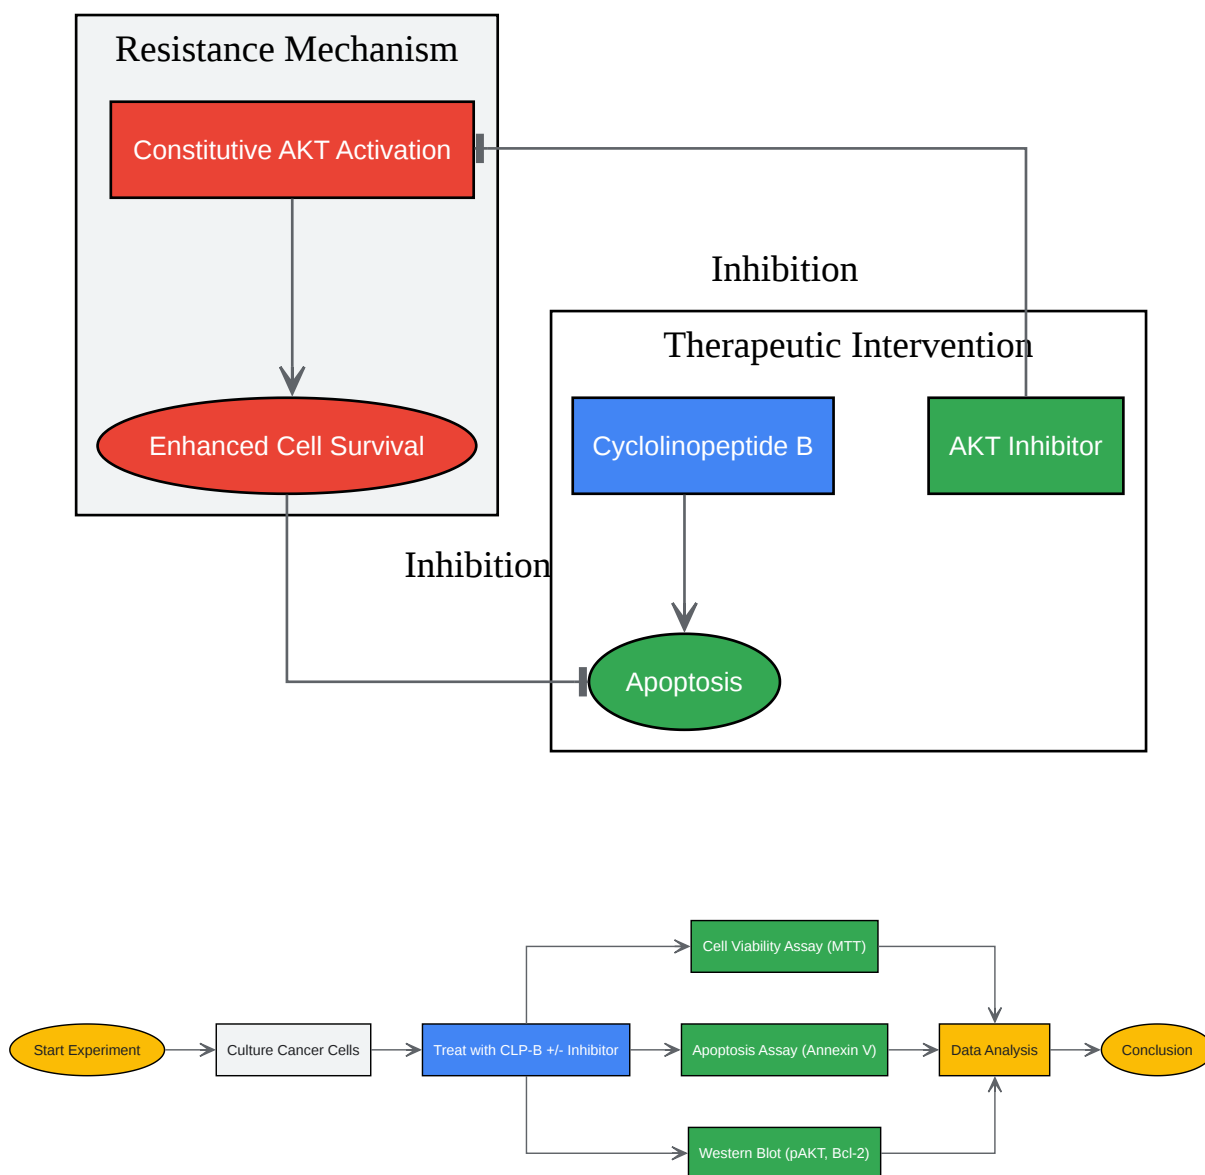 Resistance Mechanism
Constitutive AKT Activation
Inhibition
Therapeutic Intervention
Enhanced Cell Survival
Cyclolinopeptide B
AKT Inhibitor
Inhibition
Apoptosis
Cell Viability Assay (MTT)
Start Experiment
Culture Cancer Cells
Treat with CLP-B +/- Inhibitor
Apoptosis Assay (Annexin V)
Data Analysis
Conclusion
Western Blot (pAKT, Bcl-2)